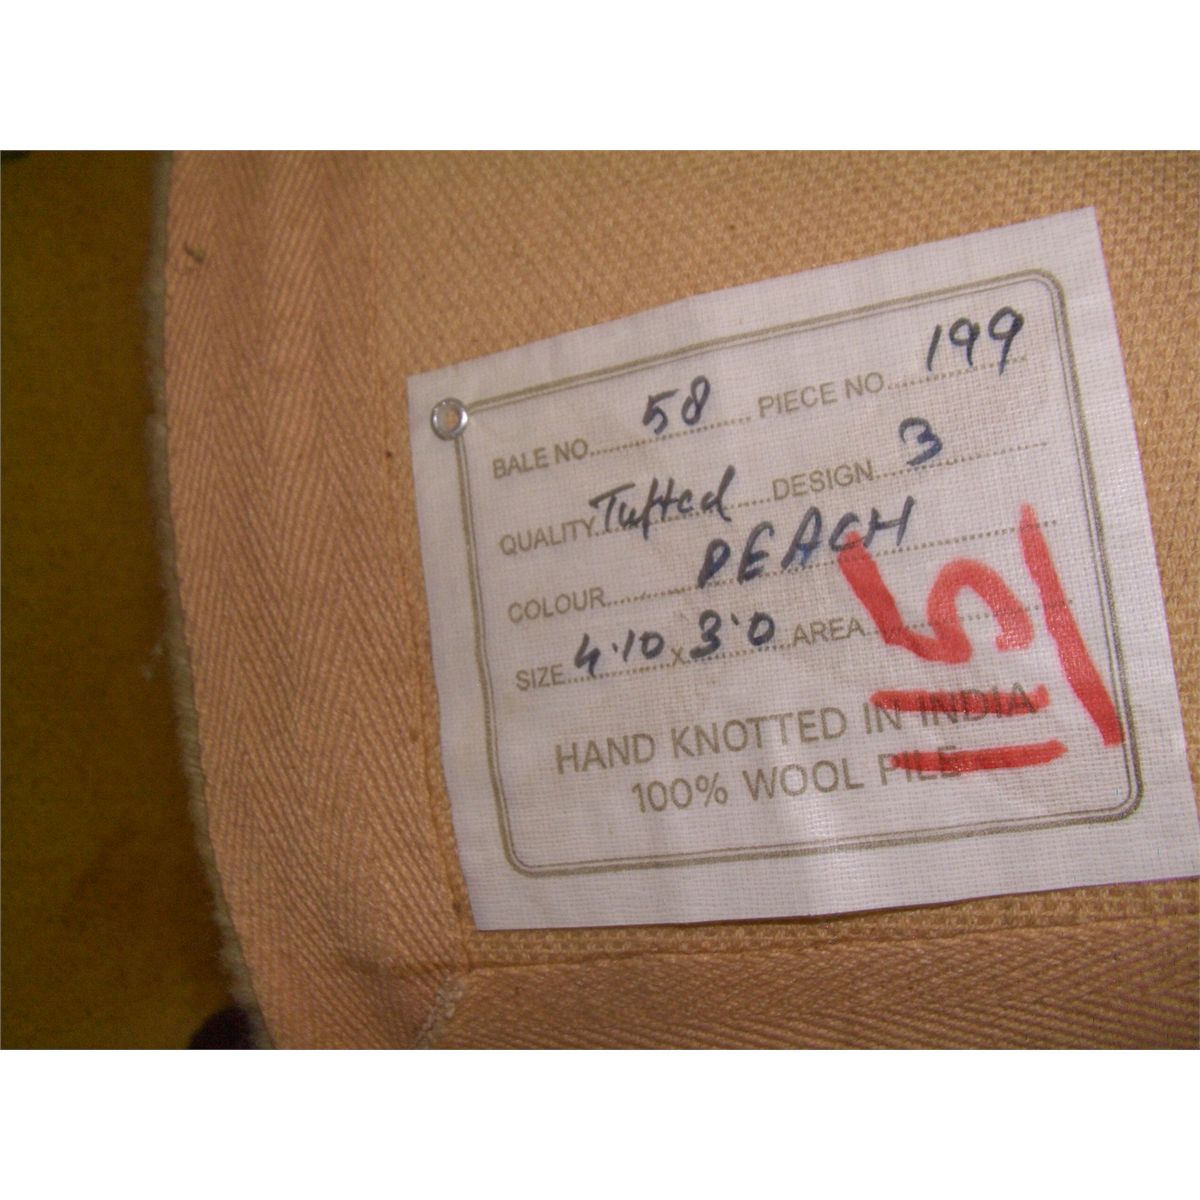 BALE NO. 58 PIECE NO. 199
QUALITY Tufted DESIGN 3
COLOUR PEACH
SIZE 4.10 x 3.0 AREA
HAND KNOTTED IN INDIA
100% WOOL PILE